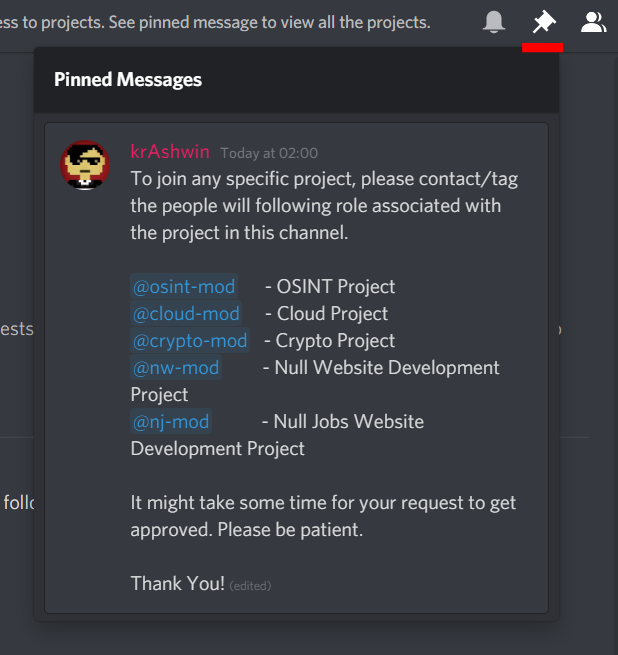 ess to projects. See pinned message to view all the projects.
Pinned Messages
krAshwin Today at 02:00
To join any specific project, please contact/tag
the people will following role associated with
the project in this channel.
@osint-mod - OSINT Project
ests
@cloud-mod - Cloud Project
@crypto-mod - Crypto Project
@nw-mod - Null Website Development
Project
@nj-mod - Null Jobs Website
Development Project
follo
It might take some time for your request to get
approved. Please be patient.
Thank You! (edited)